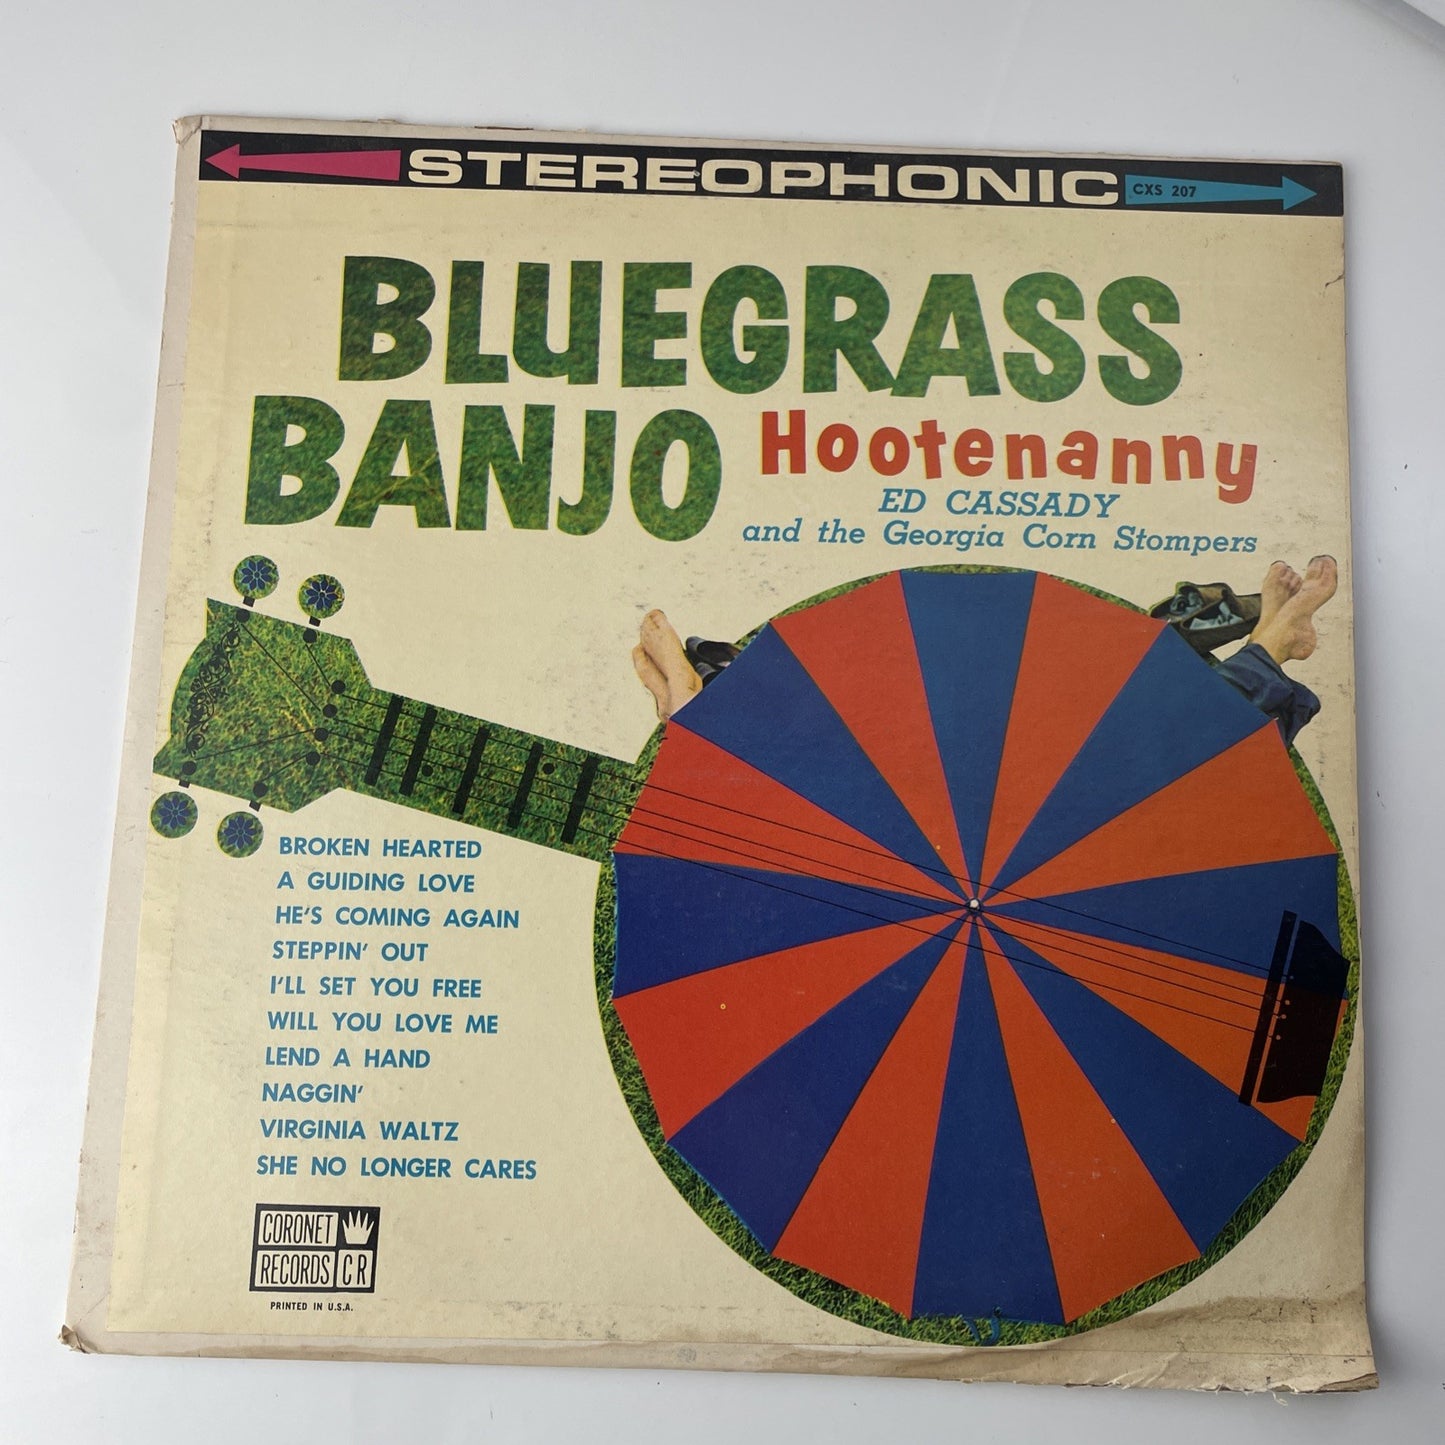 STEREOPHONIC CXS 207
BLUEGRASS
BANJO Hootenanny
ED CASSADY
and the Georgia Corn Stompers
BROKEN HEARTED
A GUIDING LOVE
HE'S COMING AGAIN
STEPPIN' OUT
I'LL SET YOU FREE
WILL YOU LOVE ME
LEND A HAND
NAGGIN'
VIRGINIA WALTZ
SHE NO LONGER CARES
CORONET
RECORDS CR
PRINTED IN U.S.A.